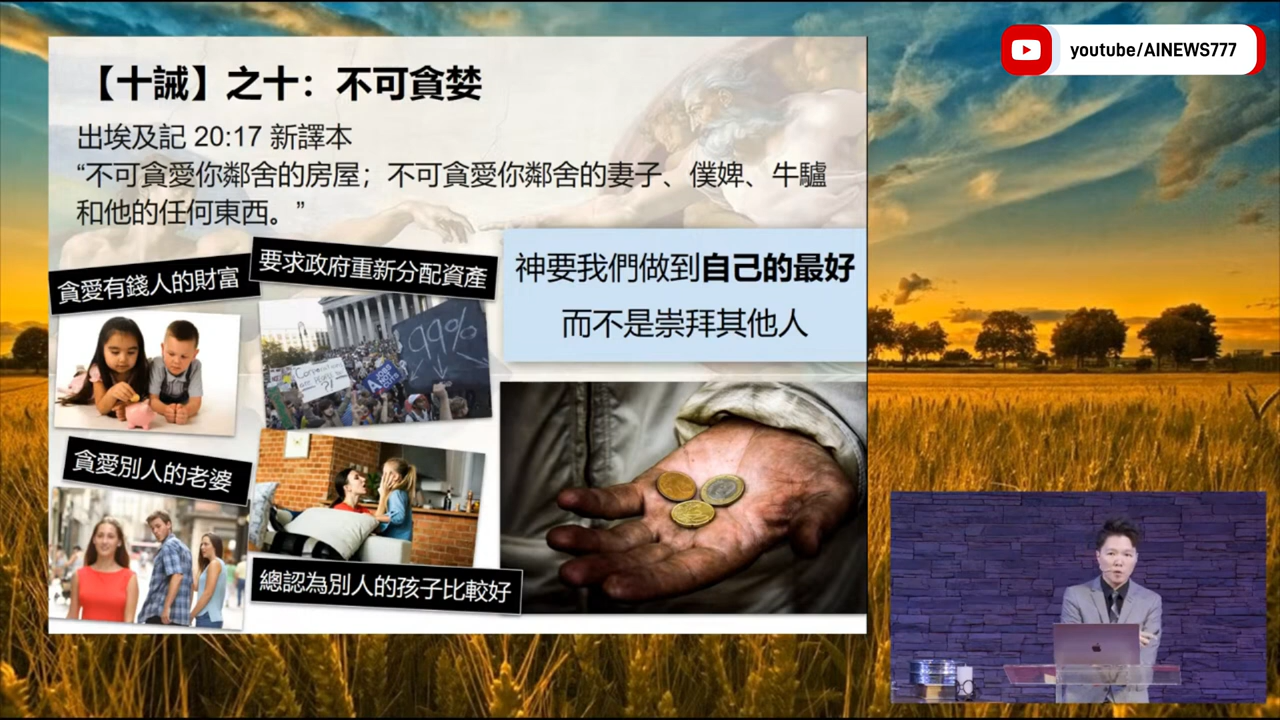 youtube/AINEWS777
【十誡】之十：不可貪婪
出埃及記 20:17 新譯本
“不可貪愛你鄰舍的房屋；不可貪愛你鄰舍的妻子、僕婢、牛驢
和他的任何東西。”
貪愛有錢人的財富
要求政府重新分配資產
神要我們做到自己的最好
而不是崇拜其他人
99%
貪愛別人的老婆
總認為別人的孩子比較好